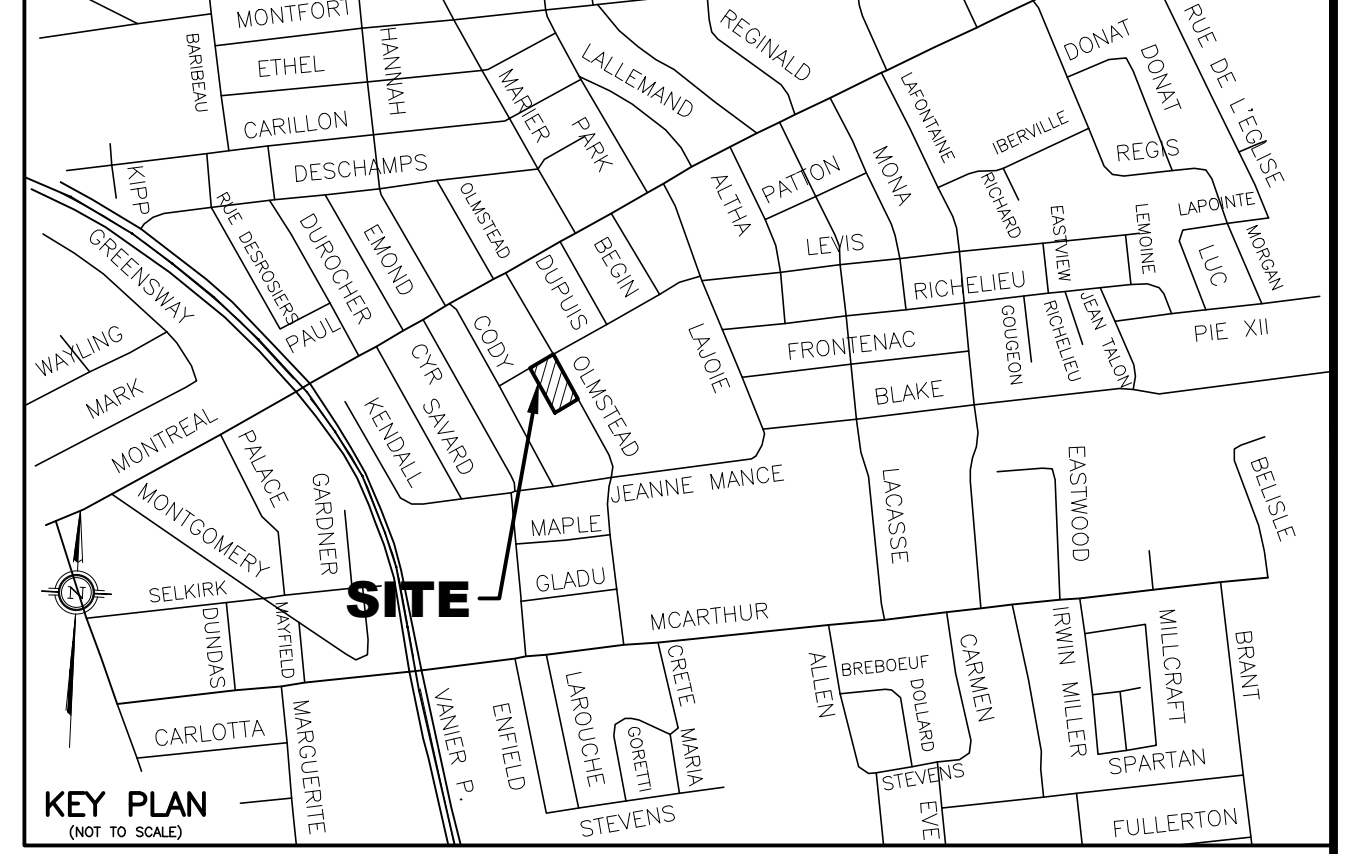 MONTFORT
BARIBEAU
ETHEL
HANNAH
CARILLON
DESCHAMPS
KIPP
MARIER
PARK
LALLEMAND
REGINALD
LAFONTAINE
DONAT
DONAT
RUE DE L'EGLISE
IBERVILLE
REGIS
RICHARD
EASTVIEW
LEMOINE
LAPOINTE
LUC
MORGAN
ALTHA
PATTON
MONA
LEVIS
RICHELIEU
GREENSWAY
RUE DESROSIERS
DUROCHER
EMOND
OLMSTEAD
DUPUIS
BEGIN
PAUL
WAYLING
MARK
MONTREAL
CODY
CYR
SAVARD
KENDALL
OLMSTEAD
LAJOIE
FRONTENAC
BLAKE
GOUGEON
RICHELIEU
JEAN TALON
PIE XII
PALACE
GARDNER
MONTGOMERY
JEANNE MANCE
MAPLE
GLADU
LACASSE
EASTWOOD
BELISLE
N
SELKIRK
DUNDAS
MAYFIELD
SITE
MCARTHUR
CARLOTTA
MARGUERITE
VANIER P.
ENFIELD
LAROUCHE
GORETTI
CRETE
MARIA
STEVENS
ALLEN
BREBOEUF
DOLLARD
CARMEN
STEVENS
EVE
IRWIN MILLER
MILLCRAFT
BRANT
SPARTAN
FULLERTON
KEY PLAN
(NOT TO SCALE)